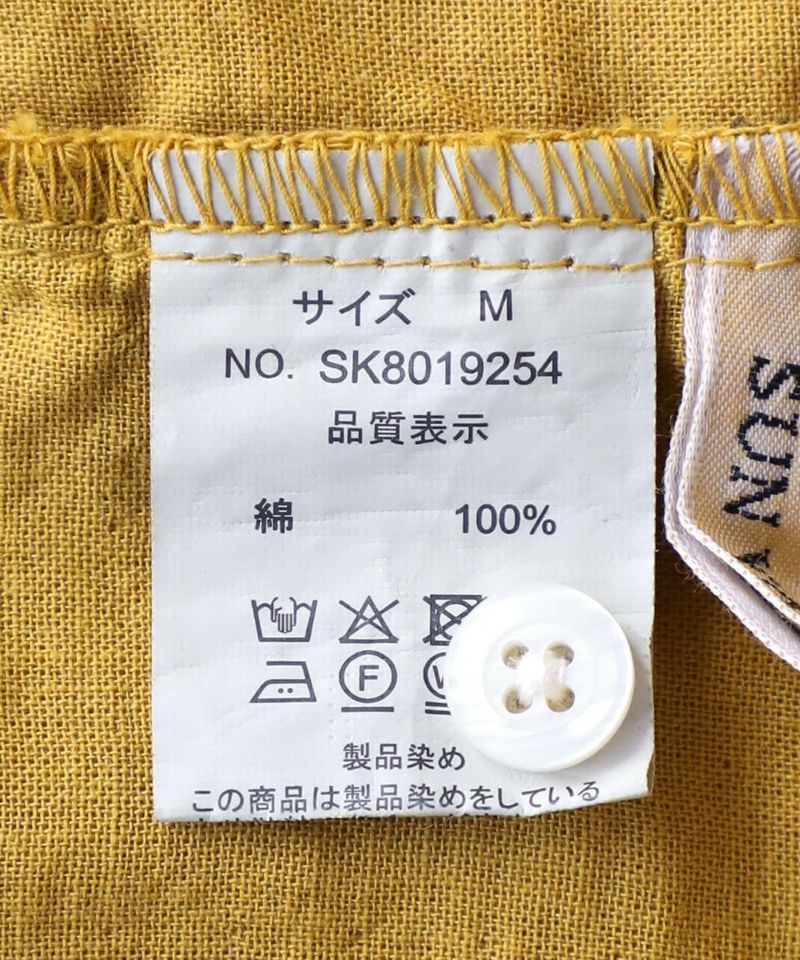 サイズ M
NO. SK8019254
品質表示
綿 100%
F
W
製品染め
この商品は製品染めをしている
SUN